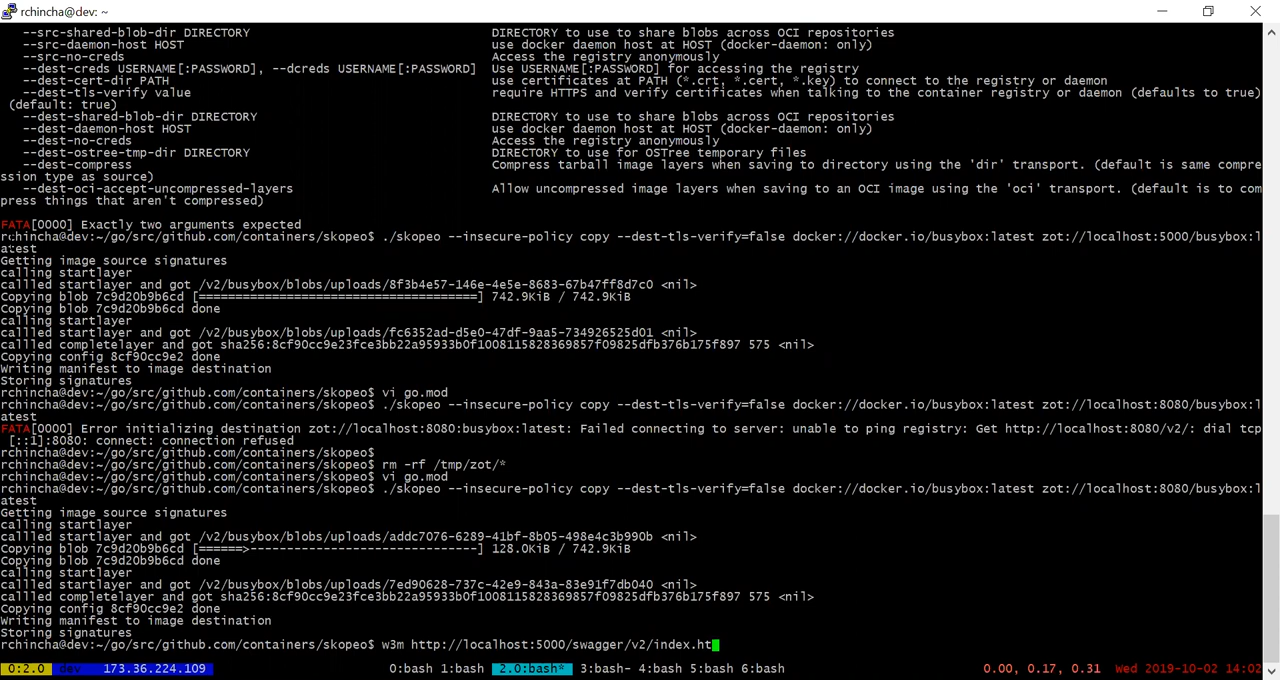 rchincha@dev: ~
--src-shared-blob-dir DIRECTORY DIRECTORY to use to share blobs across OCI repositories
--src-daemon-host HOST use docker daemon host at HOST (docker-daemon: only)
--src-no-creds Access the registry anonymously
--dest-creds USERNAME[:PASSWORD], --dcreds USERNAME[:PASSWORD] Use USERNAME[:PASSWORD] for accessing the registry
--dest-cert-dir PATH use certificates at PATH (*.crt, *.cert, *.key) to connect to the registry or daemon
--dest-tls-verify value require HTTPS and verify certificates when talking to the container registry or daemon (defaults to true)
(default: true)
--dest-shared-blob-dir DIRECTORY DIRECTORY to use to share blobs across OCI repositories
--dest-daemon-host HOST use docker daemon host at HOST (docker-daemon: only)
--dest-no-creds Access the registry anonymously
--dest-ostree-tmp-dir DIRECTORY DIRECTORY to use for OSTree temporary files
--dest-compress Compress tarball image layers when saving to directory using the 'dir' transport. (default is same compre
ssion type as source)
--dest-oci-accept-uncompressed-layers Allow uncompressed image layers when saving to an OCI image using the 'oci' transport. (default is to com
press things that aren't compressed)
FATA[0000] Exactly two arguments expected
rchincha@dev:~/go/src/github.com/containers/skopeo$ ./skopeo --insecure-policy copy --dest-tls-verify=false docker://docker.io/busybox:latest zot://localhost:5000/busybox:l
atest
Getting image source signatures
calling startlayer
callled startlayer and got /v2/busybox/blobs/uploads/8f3b4e57-146e-4e5e-8683-67b47ff8d7c0 <nil>
Copying blob 7c9d20b9b6cd [====================================] 742.9KiB / 742.9KiB
Copying blob 7c9d20b9b6cd done
calling startlayer
callled startlayer and got /v2/busybox/blobs/uploads/fc6352ad-d5e0-47df-9aa5-734926525d01 <nil>
callled completelayer and got sha256:8cf90cc9e23fce3bb22a95933b0f1008115828369857f09825dfb376b175f897 575 <nil>
Copying config 8cf90cc9e2 done
Writing manifest to image destination
Storing signatures
rchincha@dev:~/go/src/github.com/containers/skopeo$ vi go.mod
rchincha@dev:~/go/src/github.com/containers/skopeo$ ./skopeo --insecure-policy copy --dest-tls-verify=false docker://docker.io/busybox:latest zot://localhost:8080/busybox:l
atest
FATA[0000] Error initializing destination zot://localhost:8080:busybox:latest: Failed connecting to server: unable to ping registry: Get http://localhost:8080/v2/: dial tcp
[::1]:8080: connect: connection refused
rchincha@dev:~/go/src/github.com/containers/skopeo$
rchincha@dev:~/go/src/github.com/containers/skopeo$ rm -rf /tmp/zot/*
rchincha@dev:~/go/src/github.com/containers/skopeo$ vi go.mod
rchincha@dev:~/go/src/github.com/containers/skopeo$ ./skopeo --insecure-policy copy --dest-tls-verify=false docker://docker.io/busybox:latest zot://localhost:8080/busybox:l
atest
Getting image source signatures
calling startlayer
callled startlayer and got /v2/busybox/blobs/uploads/addc7076-6289-41bf-8b05-498e4c3b990b <nil>
Copying blob 7c9d20b9b6cd [======>-----------------------------] 128.0KiB / 742.9KiB
Copying blob 7c9d20b9b6cd done
calling startlayer
callled startlayer and got /v2/busybox/blobs/uploads/7ed90628-737c-42e9-843a-83e91f7db040 <nil>
callled completelayer and got sha256:8cf90cc9e23fce3bb22a95933b0f1008115828369857f09825dfb376b175f897 575 <nil>
Copying config 8cf90cc9e2 done
Writing manifest to image destination
Storing signatures
rchincha@dev:~/go/src/github.com/containers/skopeo$ w3m http://localhost:5000/swagger/v2/index.ht
0:2.0 dev 173.36.224.109 0:bash 1:bash 2.0:bash* 3:bash- 4:bash 5:bash 6:bash 0.00, 0.17, 0.31 Wed 2019-10-02 14:02